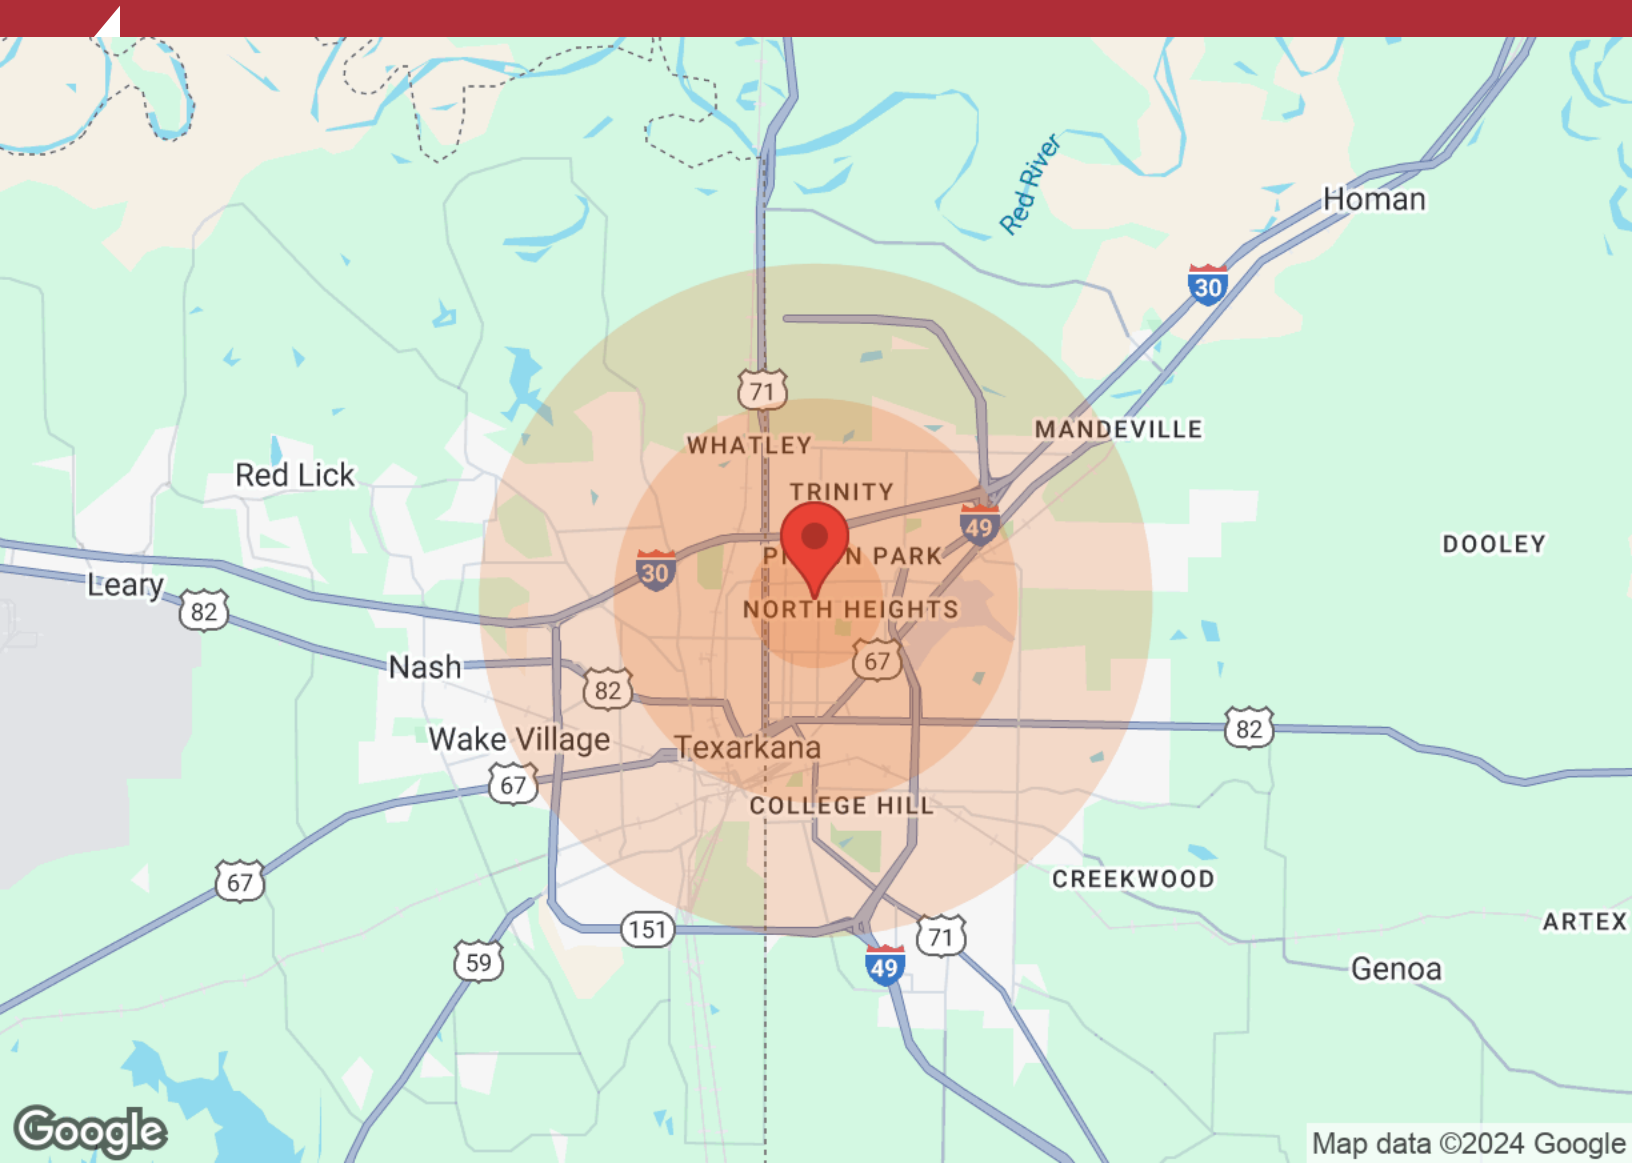 Red River
Homan
30
71
MANDEVILLE
WHATLEY
Red Lick
TRINITY
49
DOOLEY
PARK
30
Leary
82
NORTH HEIGHTS
67
Nash
82
82
Wake Village
Texarkana
67
COLLEGE HILL
67
CREEKWOOD
ARTEX
151
71
59
49
Genoa
Google
Map data ©2024 Google